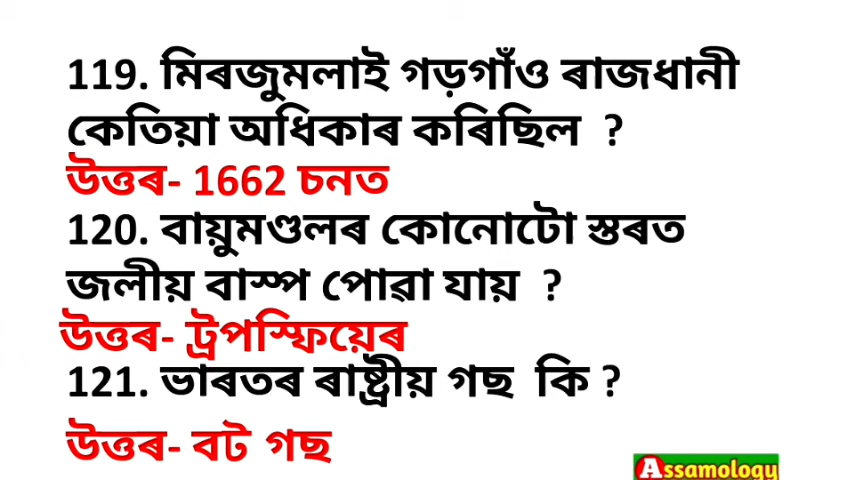 119. মিৰজুমলাই গড়গাঁও ৰাজধানী
কেতিয়া অধিকাৰ কৰিছিল ?
উত্তৰ- 1662 চনত
120. বায়ুমণ্ডলৰ কোনোটো স্তৰত
জলীয় বাস্প পোৱা যায় ?
উত্তৰ- ট্ৰপস্ফিয়েৰ
121. ভাৰতৰ ৰাষ্ট্ৰীয় গছ কি ?
উত্তৰ- বট গছ
Assamology